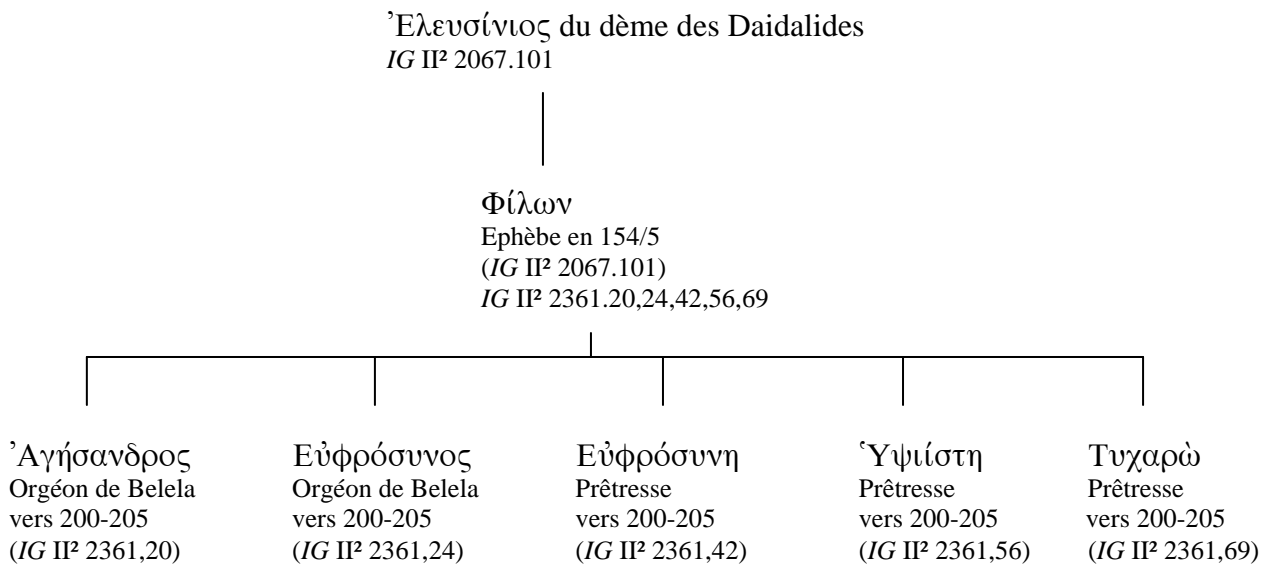 Ἐλευσίνιος du dème des Daidalides
IG II² 2067.101
Φίλων
Ephèbe en 154/5
(IG II² 2067.101)
IG II² 2361.20,24,42,56,69
Ἀγήσανδρος
Orgéon de Belela
vers 200-205
(IG II² 2361,20)
Εὐφρόσυνος
Orgéon de Belela
vers 200-205
(IG II² 2361,24)
Εὐφρόσυνη
Prêtresse
vers 200-205
(IG II² 2361,42)
Ὑψιίστη
Prêtresse
vers 200-205
(IG II² 2361,56)
Τυχαρὼ
Prêtresse
vers 200-205
(IG II² 2361,69)